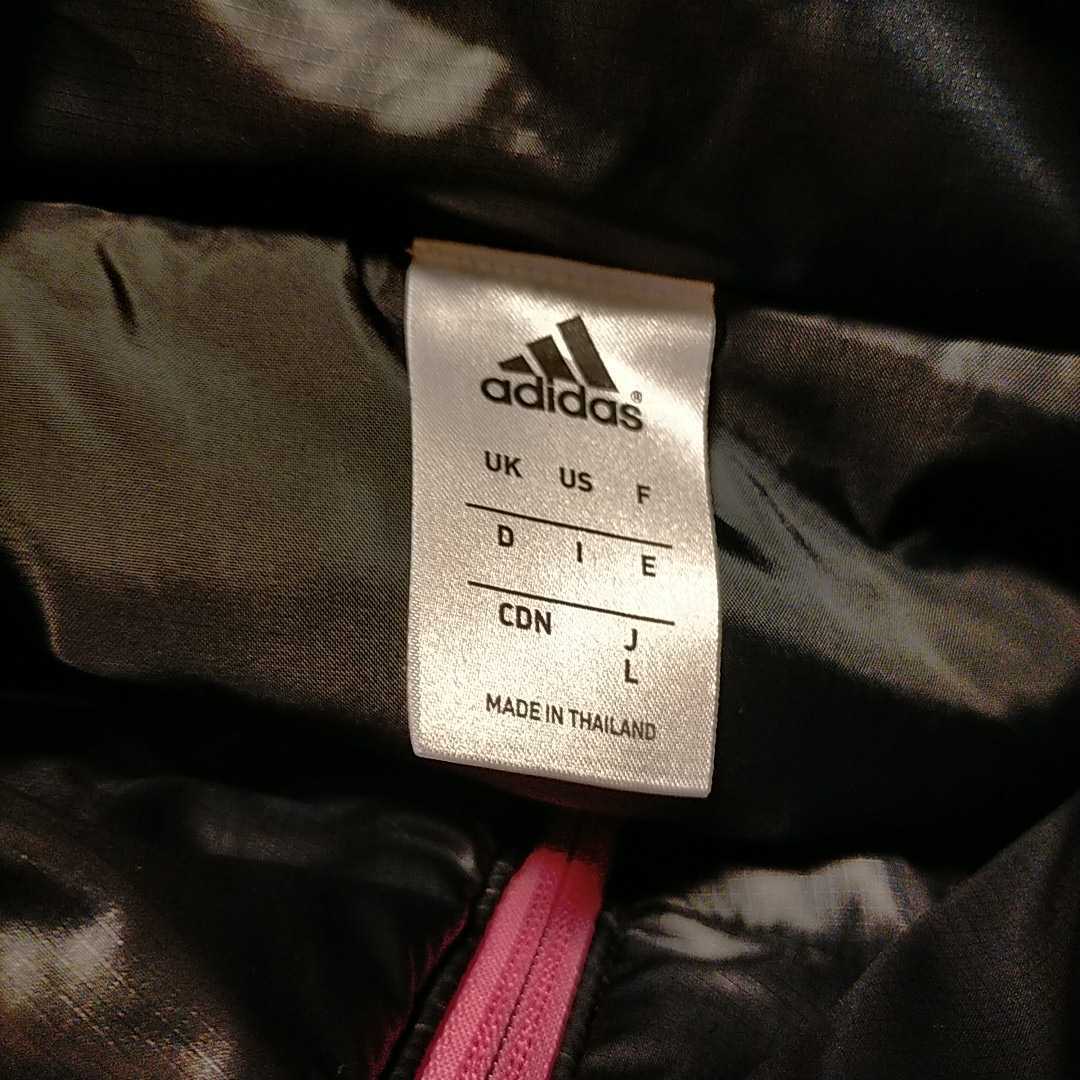 adidas®
UK US F
D I E
CDN J
L
MADE IN THAILAND